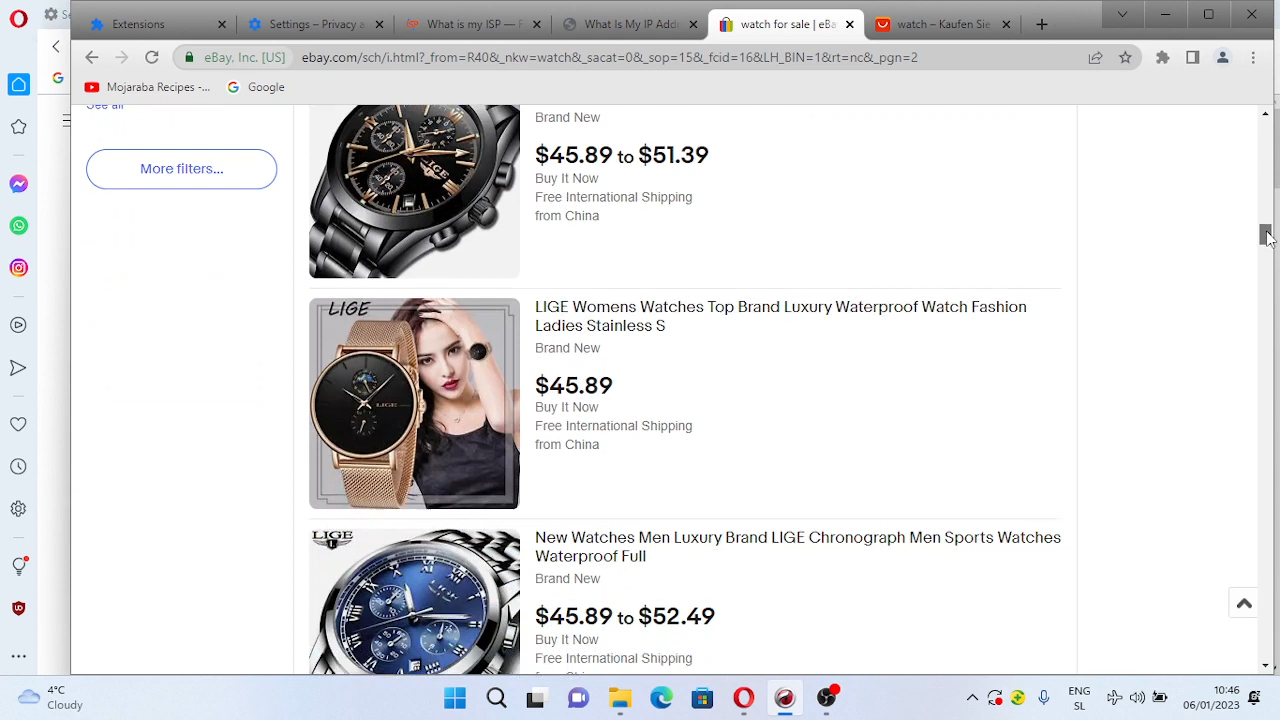 Extensions
Settings – Privacy a
What is my ISP — F
What Is My IP Addr
watch for sale | eBa
watch – Kaufen Sie
eBay, Inc. [US]
ebay.com/sch/i.html?_from=R40&_nkw=watch&_sacat=0&_sop=15&_fcid=16&LH_BIN=1&rt=nc&_pgn=2
Mojaraba Recipes -...
Google
See all
More filters...
Brand New
$45.89 to $51.39
Buy It Now
Free International Shipping
from China
LIGE
LIGE
LIGE Womens Watches Top Brand Luxury Waterproof Watch Fashion
Ladies Stainless S
Brand New
$45.89
Buy It Now
Free International Shipping
from China
LIGE
LIGE
New Watches Men Luxury Brand LIGE Chronograph Men Sports Watches
Waterproof Full
Brand New
$45.89 to $52.49
Buy It Now
Free International Shipping
4°C
Cloudy
ENG
SL
10:46
06/01/2023